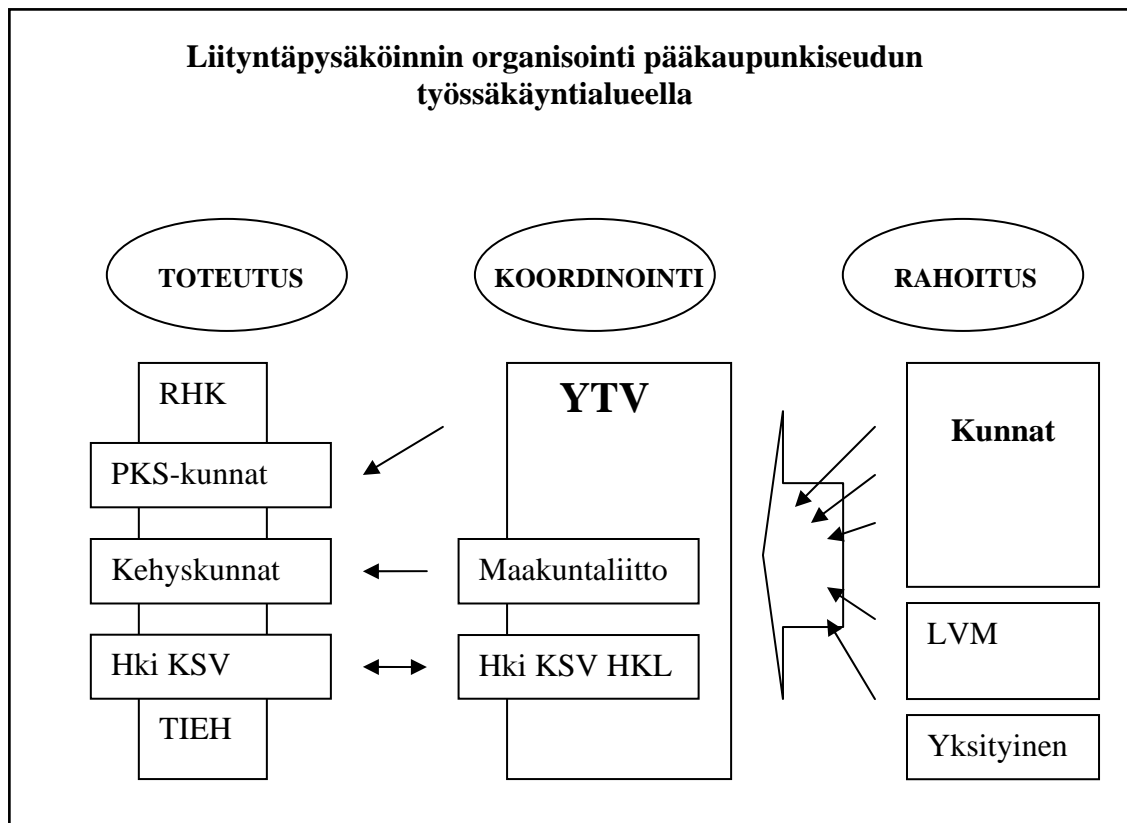 Liityntäpysäköinnin organisointi pääkaupunkiseudun
työssäkäyntialueella
TOTEUTUS
KOORDINOINTI
RAHOITUS
RHK
PKS-kunnat
Kehyskunnat
Hki KSV
TIEH
YTV
Maakuntaliitto
Hki KSV HKL
Kunnat
LVM
Yksityinen